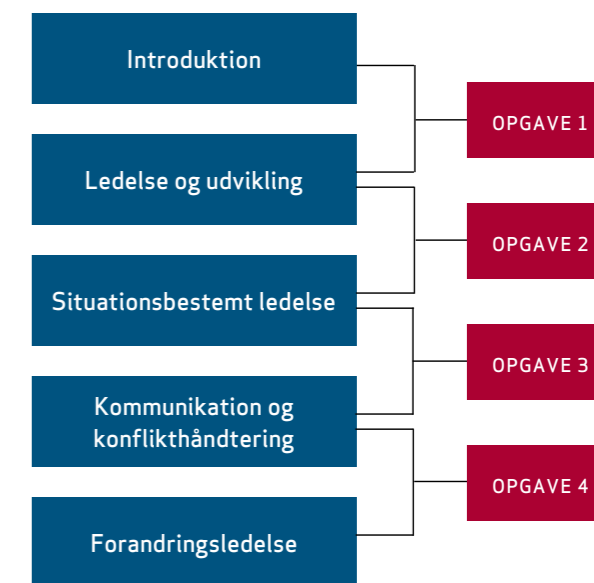 Introduktion
OPGAVE 1
Ledelse og udvikling
OPGAVE 2
Situationsbestemt ledelse
OPGAVE 3
Kommunikation og
konflikthåndtering
OPGAVE 4
Forandringsledelse